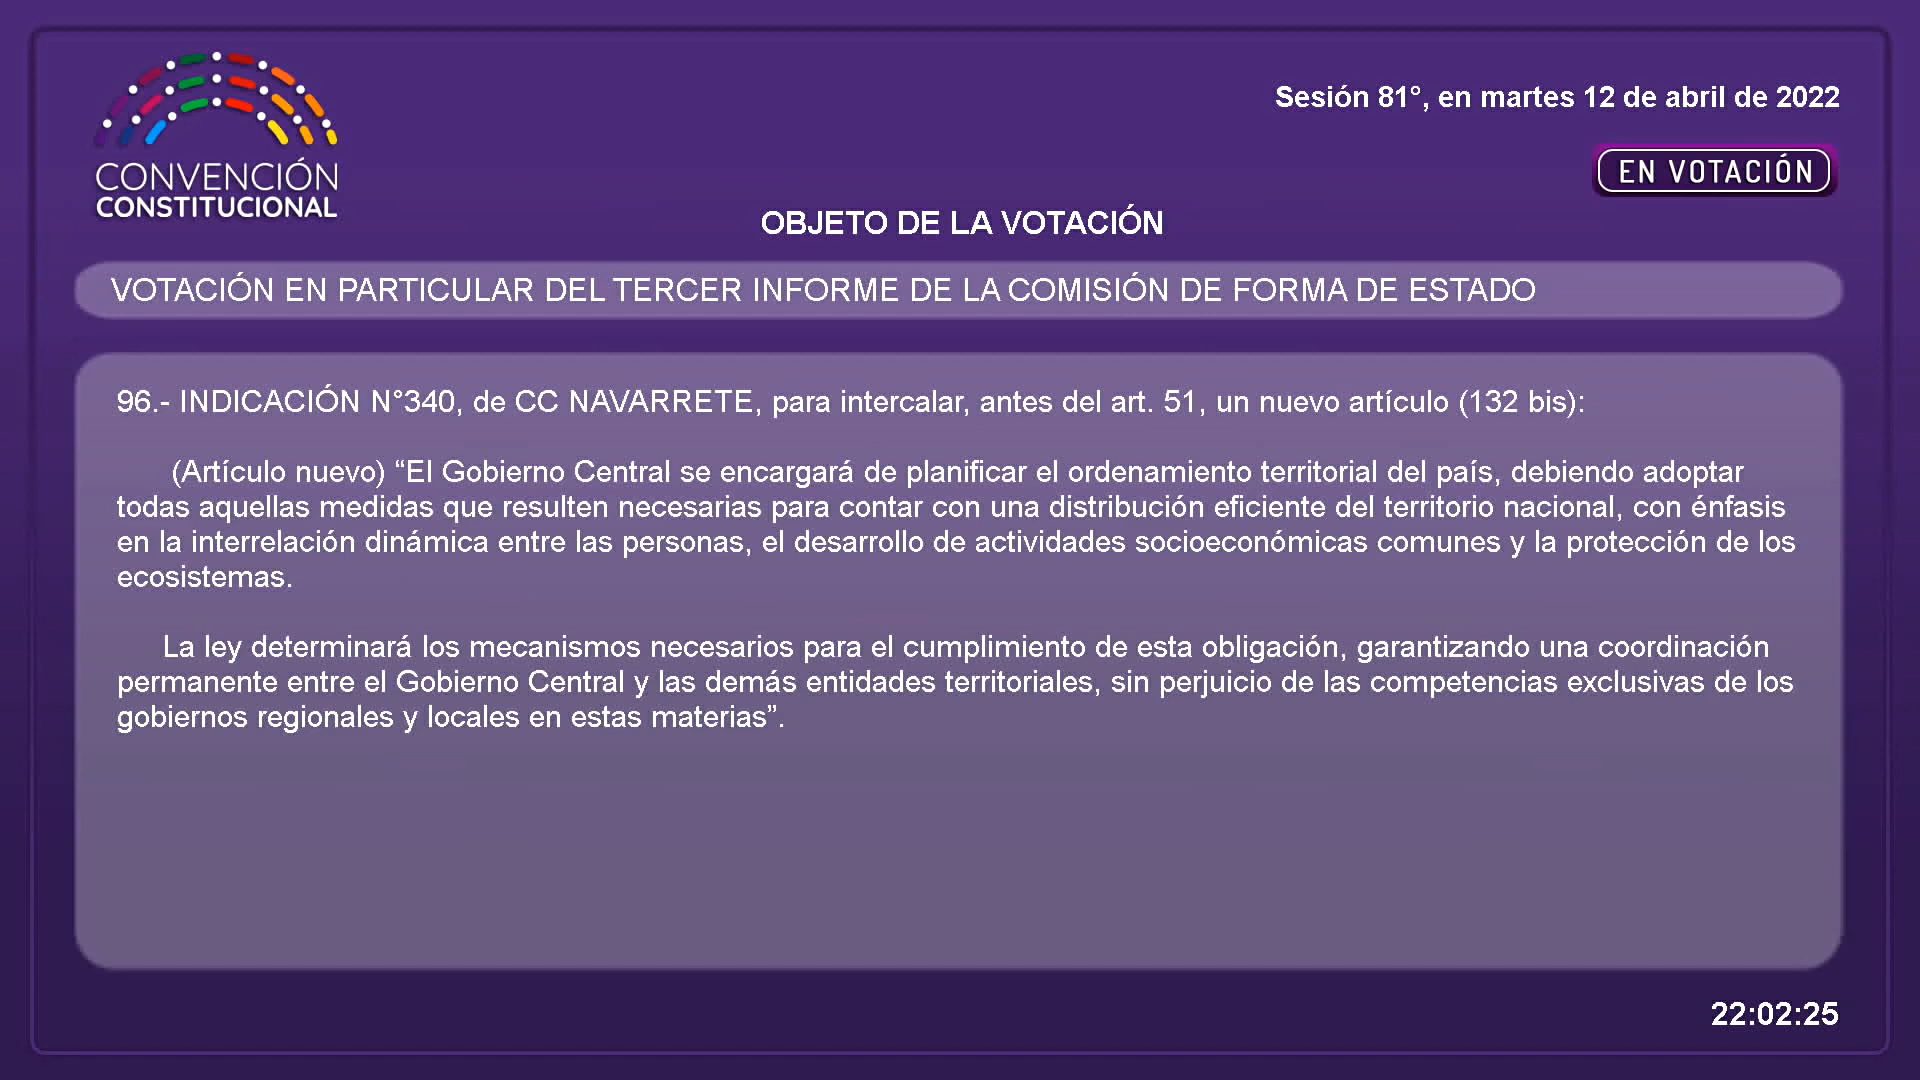 CONVENCIÓN
CONSTITUCIONAL
Sesión 81°, en martes 12 de abril de 2022
EN VOTACIÓN
OBJETO DE LA VOTACIÓN
VOTACIÓN EN PARTICULAR DEL TERCER INFORME DE LA COMISIÓN DE FORMA DE ESTADO
96.- INDICACIÓN N°340, de CC NAVARRETE, para intercalar, antes del art. 51, un nuevo artículo (132 bis):
(Artículo nuevo) “El Gobierno Central se encargará de planificar el ordenamiento territorial del país, debiendo adoptar
todas aquellas medidas que resulten necesarias para contar con una distribución eficiente del territorio nacional, con énfasis
en la interrelación dinámica entre las personas, el desarrollo de actividades socioeconómicas comunes y la protección de los
ecosistemas.
La ley determinará los mecanismos necesarios para el cumplimiento de esta obligación, garantizando una coordinación
permanente entre el Gobierno Central y las demás entidades territoriales, sin perjuicio de las competencias exclusivas de los
gobiernos regionales y locales en estas materias”.
22:02:25